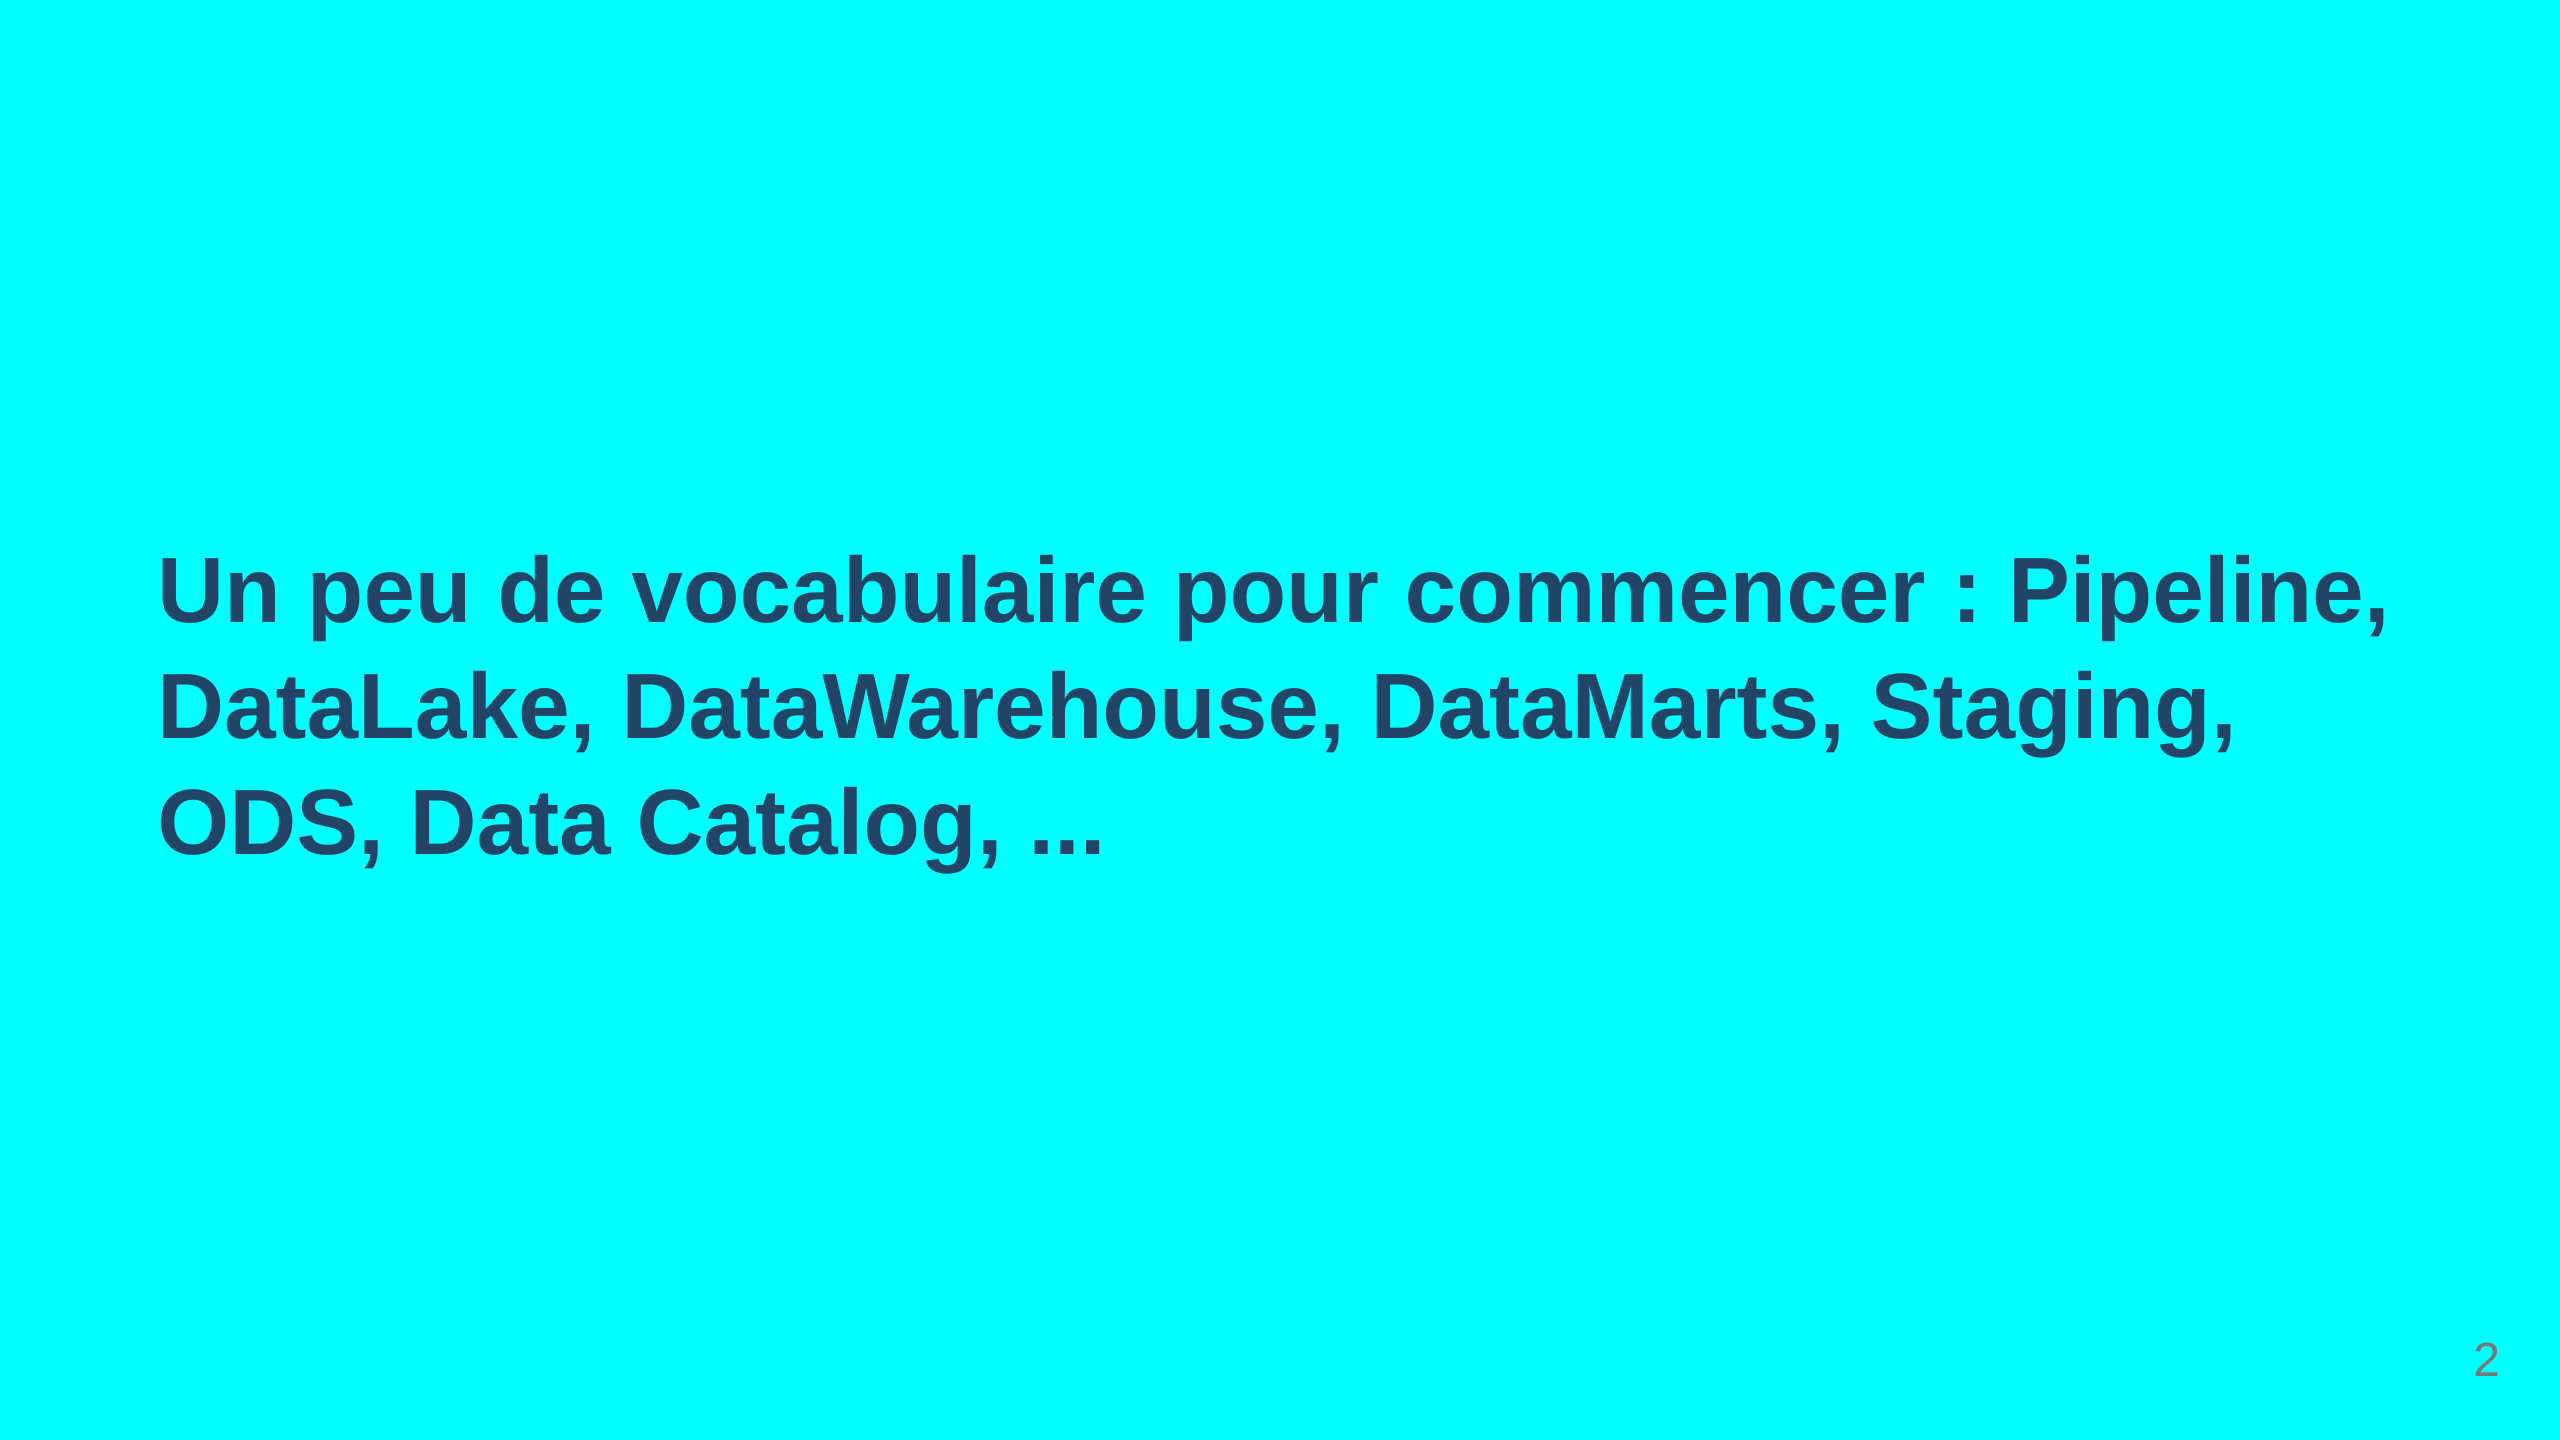 Un peu de vocabulaire pour commencer : Pipeline,
DataLake, DataWarehouse, DataMarts, Staging,
ODS, Data Catalog, ...
2